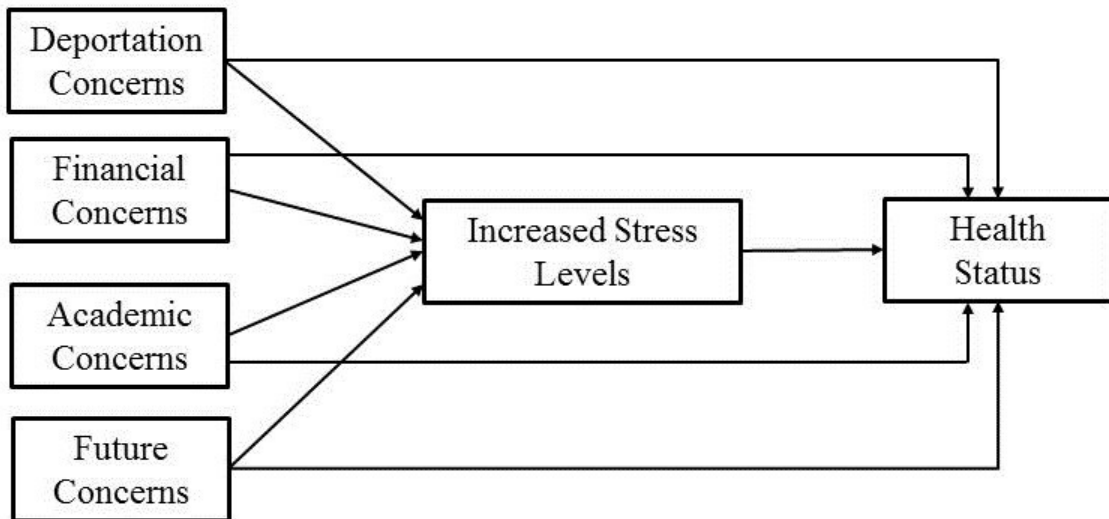 Deportation
Concerns
Financial
Concerns
Increased Stress
Levels
Health
Status
Academic
Concerns
Future
Concerns